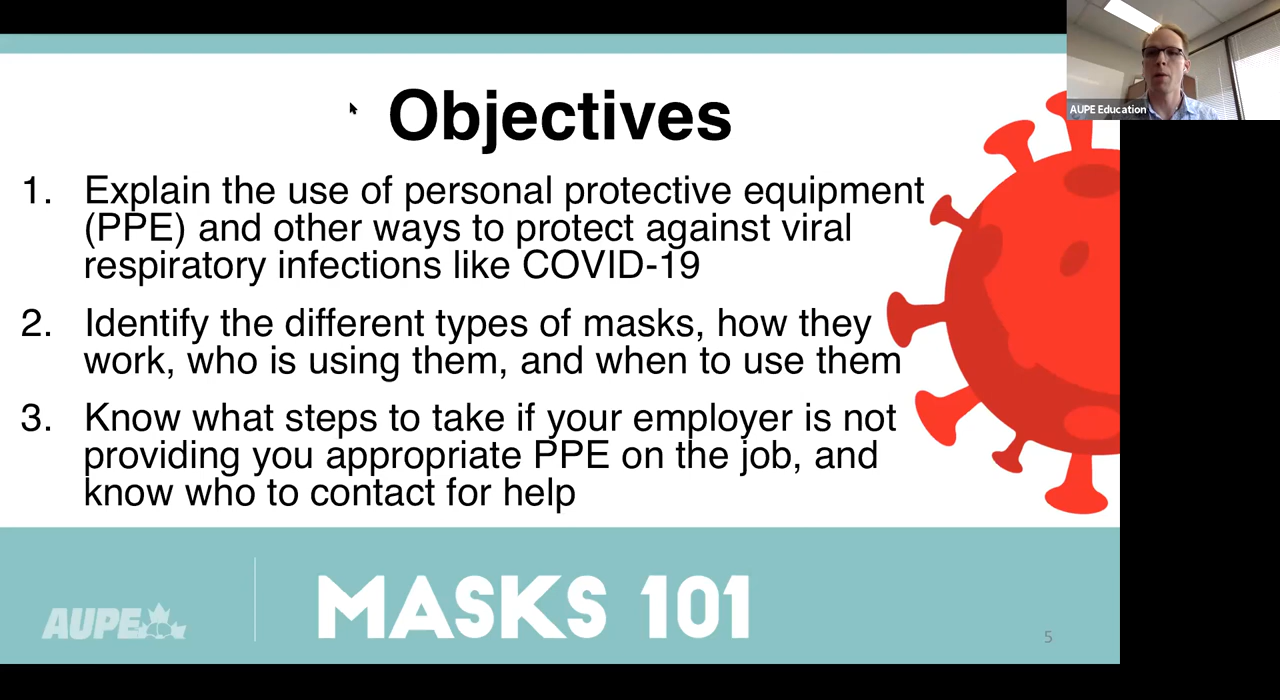 Objectives
1. Explain the use of personal protective equipment
(PPE) and other ways to protect against viral
respiratory infections like COVID-19
2. Identify the different types of masks, how they
work, who is using them, and when to use them
3. Know what steps to take if your employer is not
providing you appropriate PPE on the job, and
know who to contact for help
AUPE Education
AUPE
MASKS 101
5